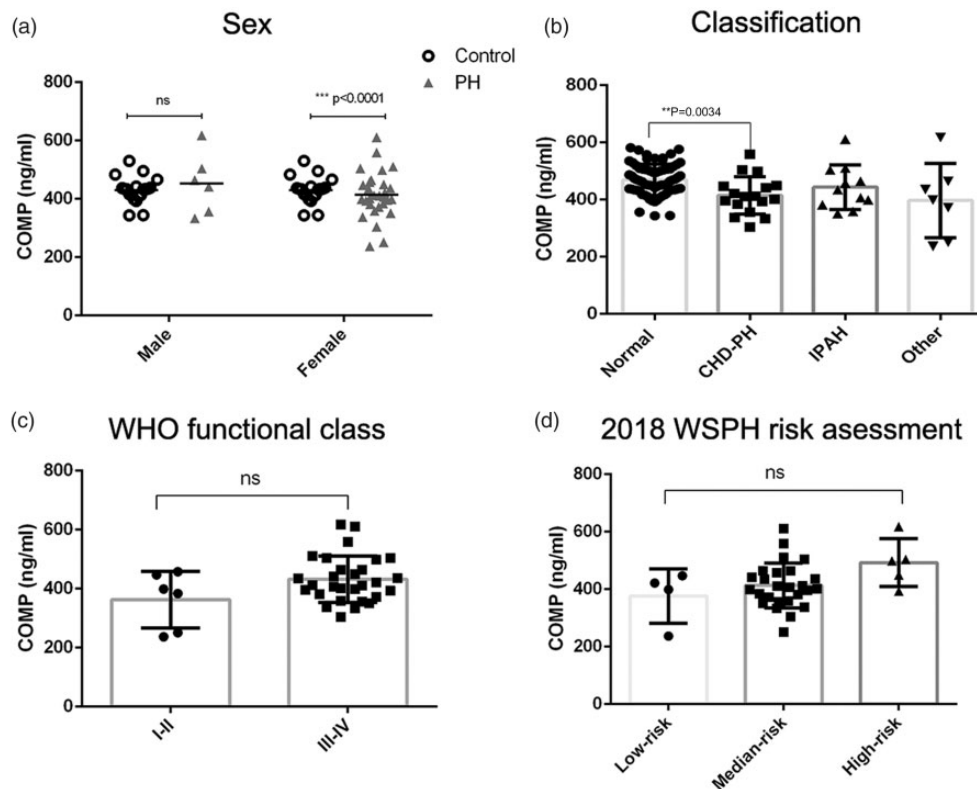 (a)
Sex
Control
PH
ns
*** p<0.0001
COMP (ng/ml)
800
600
400
200
0
Male
Female
(b)
Classification
**P=0.0034
COMP (ng/ml)
800
600
400
200
0
Normal
CHD-PH
IPAH
Other
(c)
WHO functional class
ns
COMP (ng/ml)
800
600
400
200
0
I-II
III-IV
(d)
2018 WSPH risk asessment
ns
COMP (ng/ml)
800
600
400
200
0
Low-risk
Median-risk
High-risk